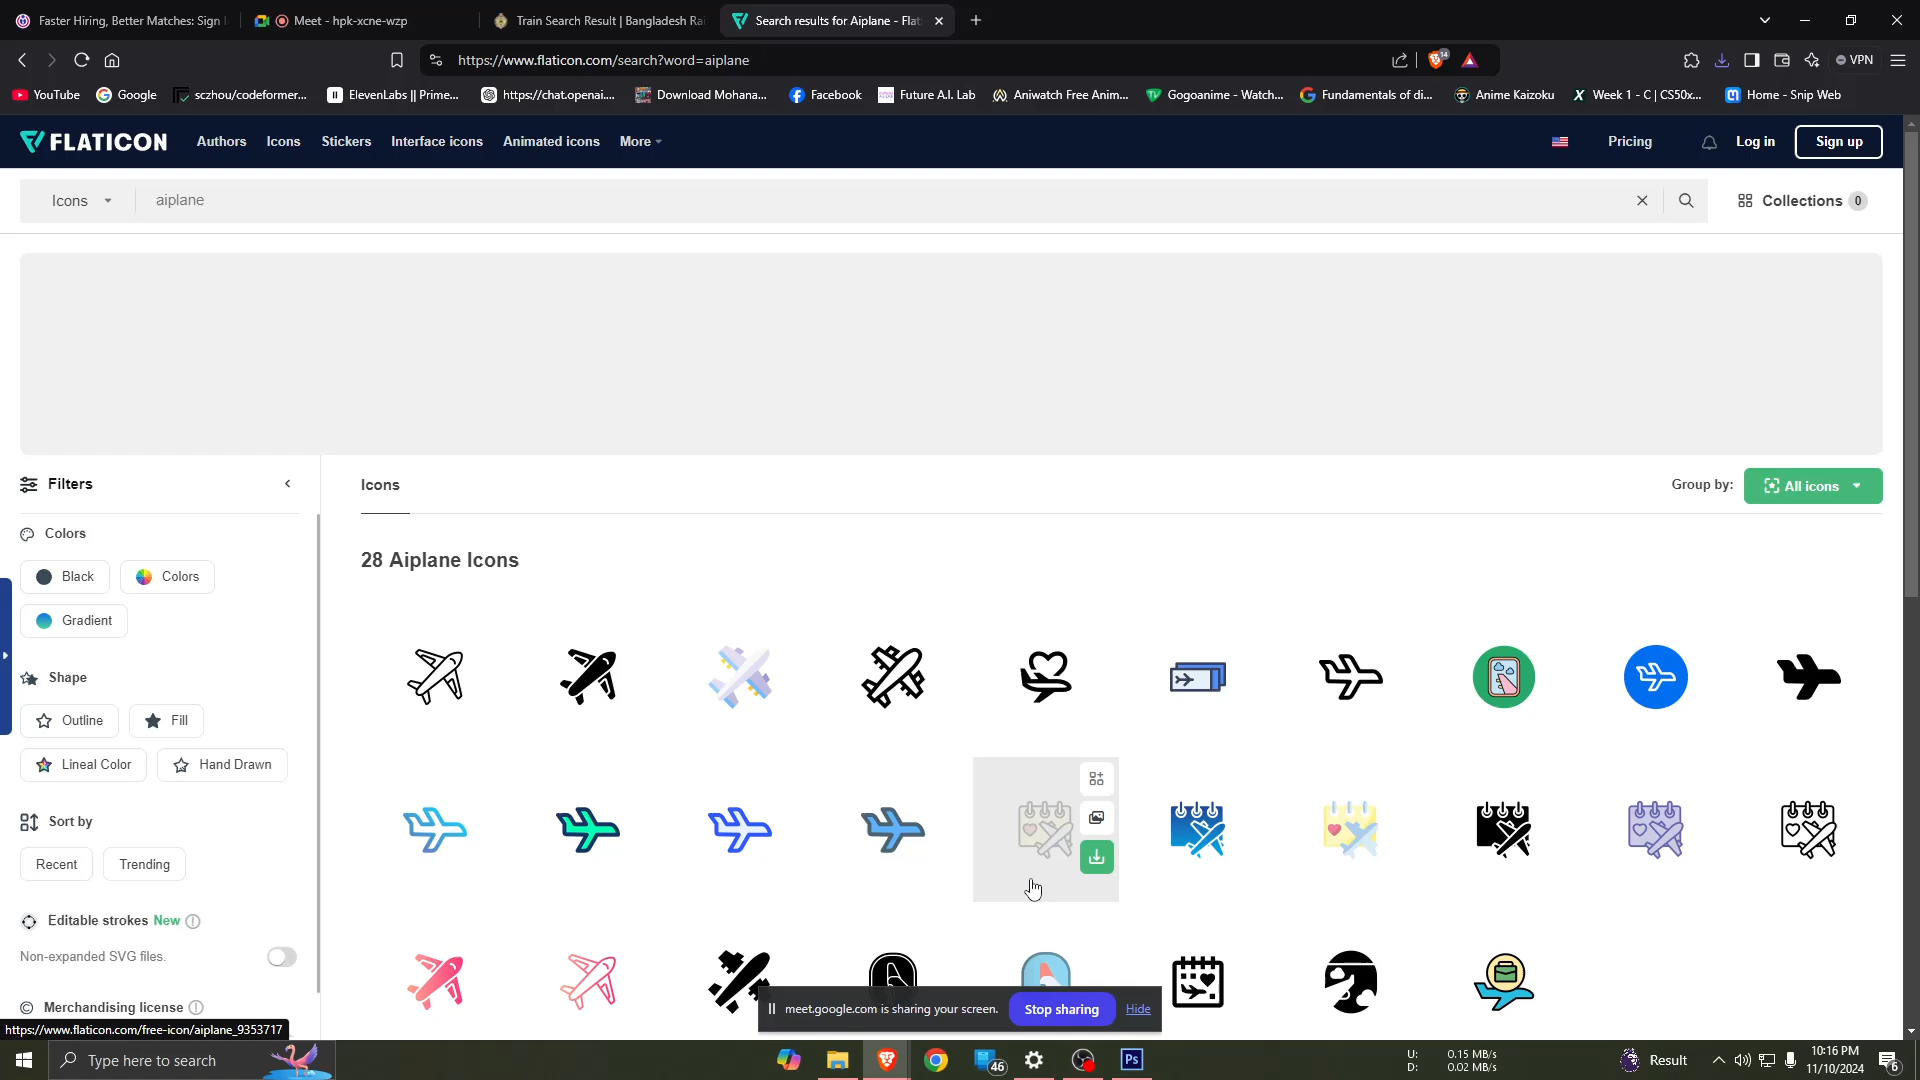 Faster Hiring, Better Matches: Sign
Meet - hpk-xcne-wzp
Train Search Result | Bangladesh Rai
Search results for Aiplane - Flat
https://www.flaticon.com/search?word=aiplane
14
VPN
YouTube
Google
sczhou/codeformer...
ElevenLabs || Prime...
https://chat.openai....
Download Mohana...
Facebook
Future A.I. Lab
Aniwatch Free Anim...
Gogoanime - Watch...
Fundamentals of di...
Anime Kaizoku
Week 1 - C | CS50x...
Home - Snip Web
FLATICON
Authors
Icons
Stickers
Interface icons
Animated icons
More
Pricing
Log in
Sign up
Icons
aiplane
Collections 0
Filters
Icons
Group by:
All icons
Colors
28 Aiplane Icons
Black
Colors
Gradient
Shape
Outline
Fill
Lineal Color
Hand Drawn
Sort by
Recent
Trending
Editable strokes New
Non-expanded SVG files.
Merchandising license
meet.google.com is sharing your screen.
Stop sharing
Hide
https://www.flaticon.com/free-icon/aiplane_9353717
Type here to search
46
Ps
U: 0.15 MB/s
D: 0.02 MB/s
Result
10:16 PM
11/10/2024
6